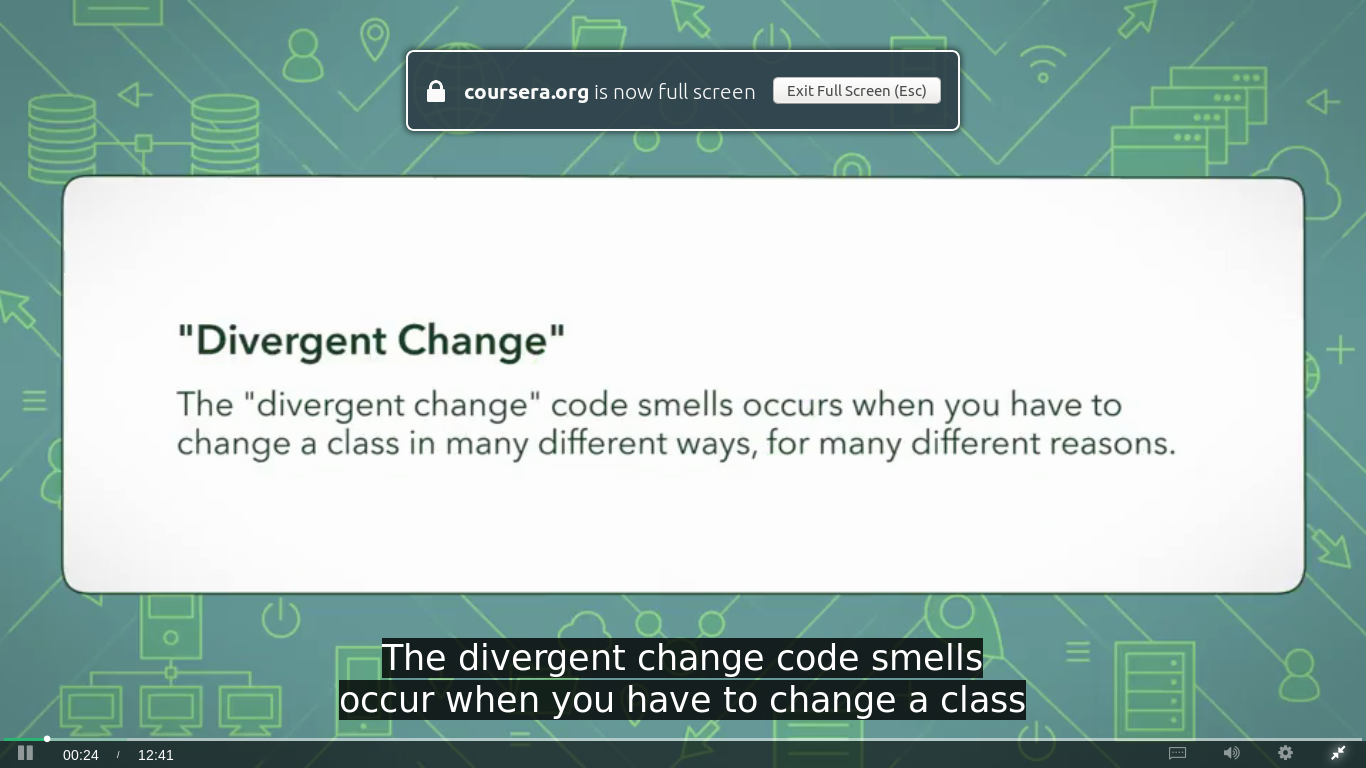 coursera.org is now full screen Exit Full Screen (Esc)
"Divergent Change"
The "divergent change" code smells occurs when you have to
change a class in many different ways, for many different reasons.
The divergent change code smells
occur when you have to change a class
00:24 / 12:41